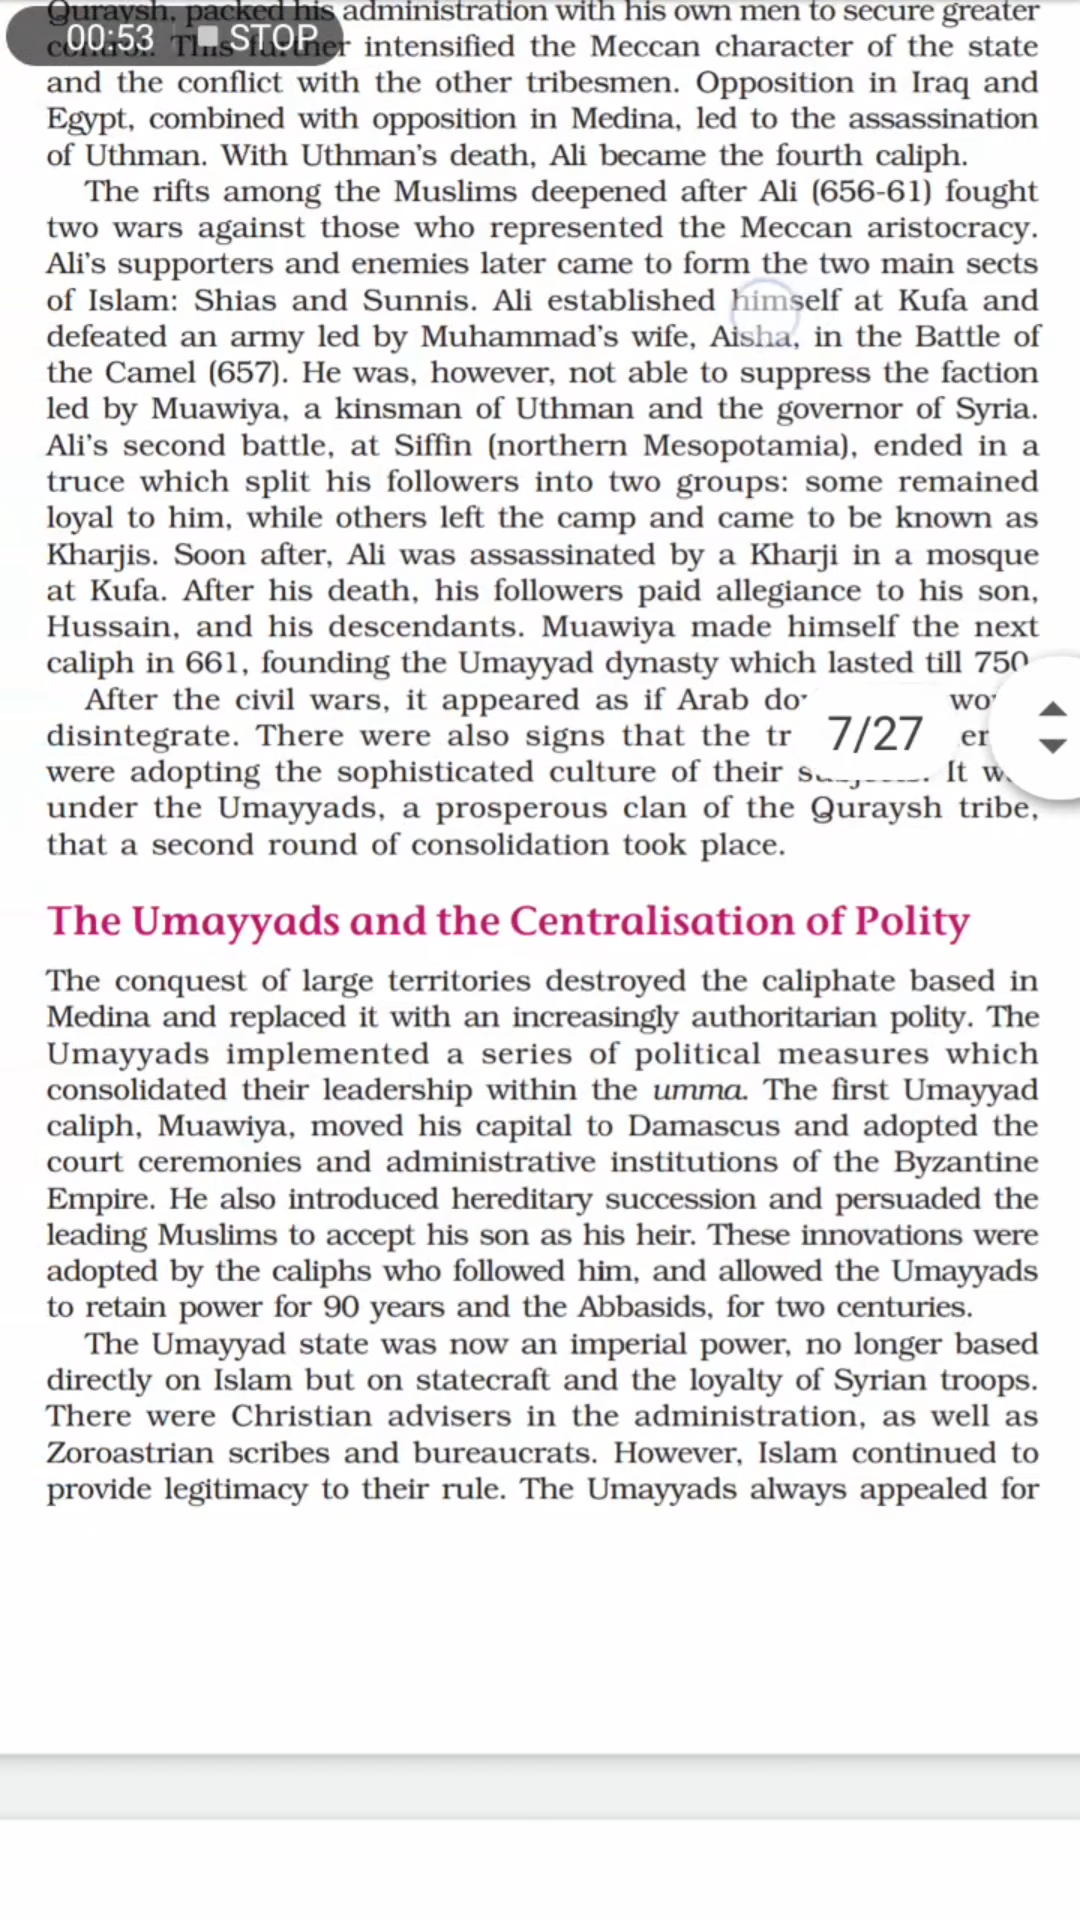 Quraysh, packed his administration with his own men to secure greater
00:53 STOP
This further intensified the Meccan character of the state
and the conflict with the other tribesmen. Opposition in Iraq and
Egypt, combined with opposition in Medina, led to the assassination
of Uthman. With Uthman's death, Ali became the fourth caliph.
The rifts among the Muslims deepened after Ali (656-61) fought
two wars against those who represented the Meccan aristocracy.
Ali's supporters and enemies later came to form the two main sects
of Islam: Shias and Sunnis. Ali established himself at Kufa and
defeated an army led by Muhammad's wife, Aisha, in the Battle of
the Camel (657). He was, however, not able to suppress the faction
led by Muawiya, a kinsman of Uthman and the governor of Syria.
Ali's second battle, at Siffin (northern Mesopotamia), ended in a
truce which split his followers into two groups: some remained
loyal to him, while others left the camp and came to be known as
Kharjis. Soon after, Ali was assassinated by a Kharji in a mosque
at Kufa. After his death, his followers paid allegiance to his son,
Hussain, and his descendants. Muawiya made himself the next
caliph in 661, founding the Umayyad dynasty which lasted till 750
After the civil wars, it appeared as if Arab
disintegrate. There were also signs that the
7/27
were adopting the sophisticated culture of their It
under the Umayyads, a prosperous clan of the Quraysh tribe,
that a second round of consolidation took place.
The Umayyads and the Centralisation of Polity
The conquest of large territories destroyed the caliphate based in
Medina and replaced it with an increasingly authoritarian polity. The
Umayyads implemented a series of political measures which
consolidated their leadership within the umma. The first Umayyad
caliph, Muawiya, moved his capital to Damascus and adopted the
court ceremonies and administrative institutions of the Byzantine
Empire. He also introduced hereditary succession and persuaded the
leading Muslims to accept his son as his heir. These innovations were
adopted by the caliphs who followed him, and allowed the Umayyads
to retain power for 90 years and the Abbasids, for two centuries.
The Umayyad state was now an imperial power, no longer based
directly on Islam but on statecraft and the loyalty of Syrian troops.
There were Christian advisers in the administration, as well as
Zoroastrian scribes and bureaucrats. However, Islam continued to
provide legitimacy to their rule. The Umayyads always appealed for